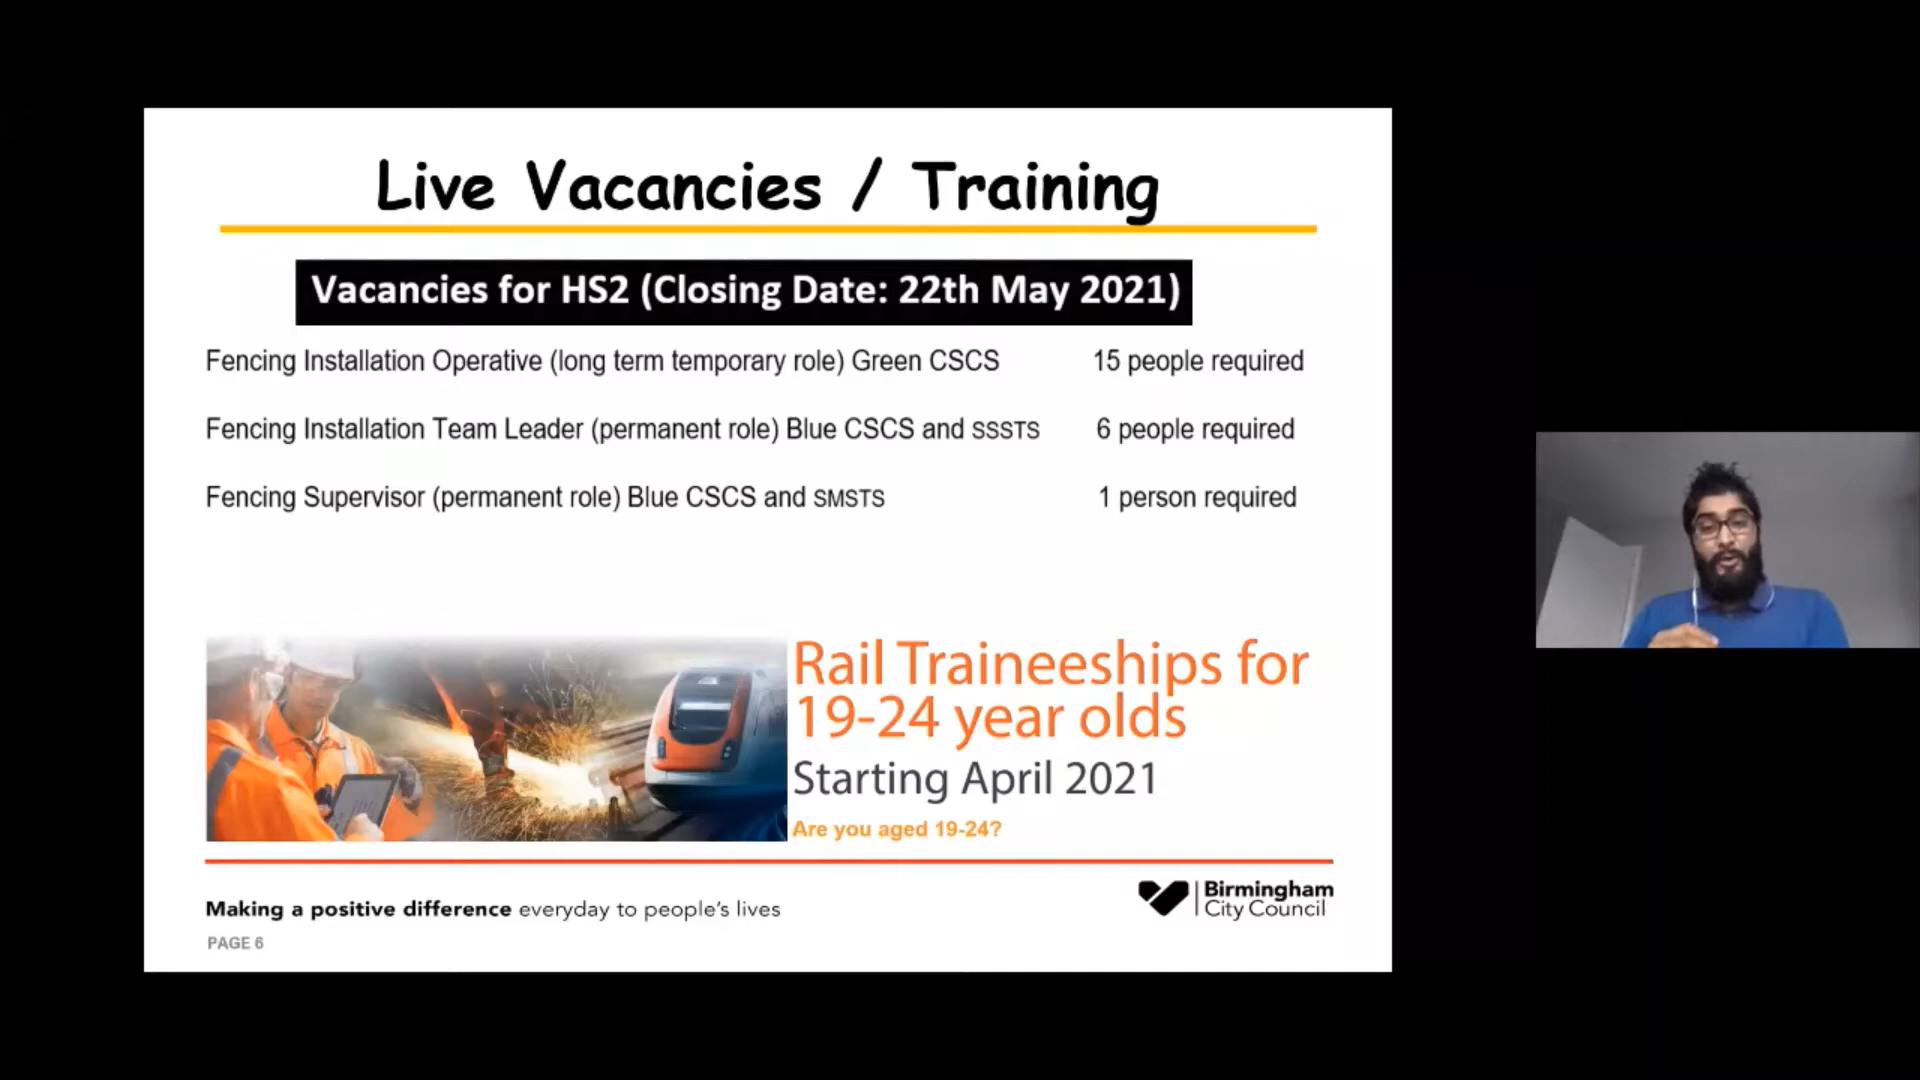 Live Vacancies / Training
Vacancies for HS2 (Closing Date: 22th May 2021)
Fencing Installation Operative (long term temporary role) Green CSCS 15 people required
Fencing Installation Team Leader (permanent role) Blue CSCS and SSSTS 6 people required
Fencing Supervisor (permanent role) Blue CSCS and SMSTS 1 person required
Rail Traineeships for
19-24 year olds
Starting April 2021
Are you aged 19-24?
Making a positive difference everyday to people's lives
Birmingham
City Council
PAGE 6